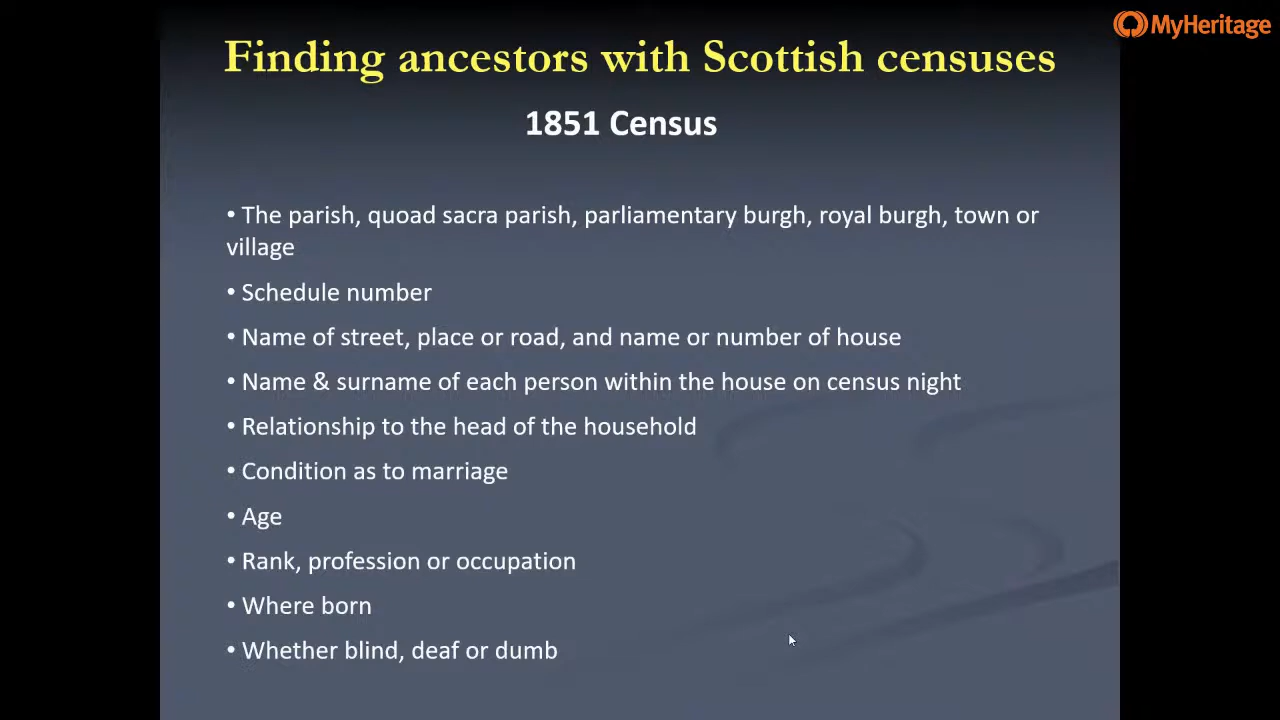 MyHeritage
Finding ancestors with Scottish censuses
1851 Census
• The parish, quoad sacra parish, parliamentary burgh, royal burgh, town or
village
• Schedule number
• Name of street, place or road, and name or number of house
• Name & surname of each person within the house on census night
• Relationship to the head of the household
• Condition as to marriage
• Age
• Rank, profession or occupation
• Where born
• Whether blind, deaf or dumb